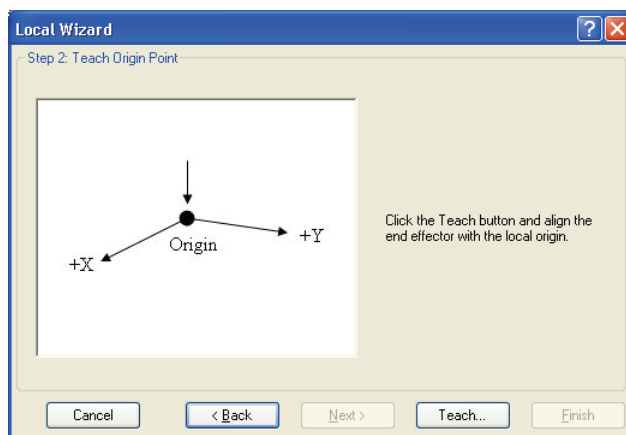 Local Wizard
Step 2: Teach Origin Point
+X
Origin
+Y
Click the Teach button and align the
end effector with the local origin.
Cancel
< Back
Next >
Teach...
Finish